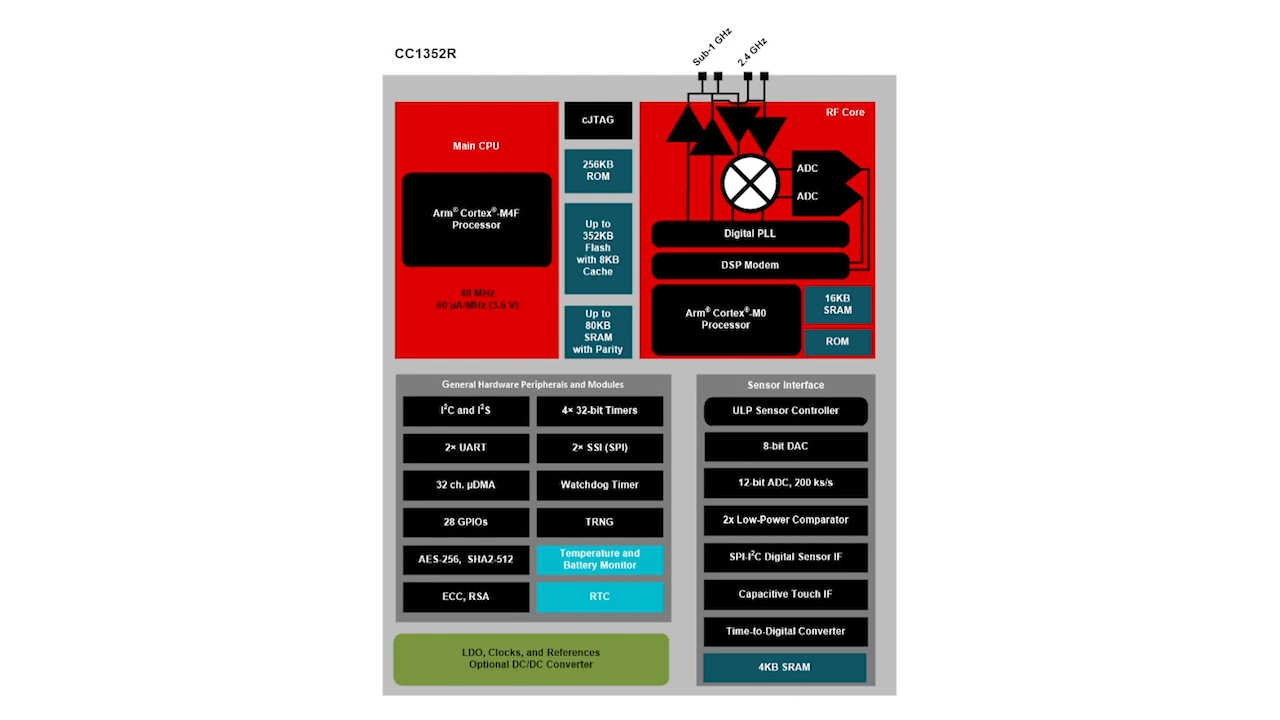 CC1352R
Sub-1 GHz
2.4 GHz
Main CPU
Arm® Cortex®-M4F
Processor
48 MHz
60 µA/MHz (3.6 V)
cJTAG
256KB
ROM
Up to
352KB
Flash
with 8KB
Cache
Up to
80KB
SRAM
with Parity
RF Core
ADC
ADC
Digital PLL
DSP Modem
Arm® Cortex®-M0
Processor
16KB
SRAM
ROM
General Hardware Peripherals and Modules
I²C and I²S
4× 32-bit Timers
2× UART
2× SSI (SPI)
32 ch. µDMA
Watchdog Timer
28 GPIOs
TRNG
AES-256, SHA2-512
Temperature and
Battery Monitor
ECC, RSA
RTC
LDO, Clocks, and References
Optional DC/DC Converter
Sensor Interface
ULP Sensor Controller
8-bit DAC
12-bit ADC, 200 ks/s
2x Low-Power Comparator
SPI-I²C Digital Sensor IF
Capacitive Touch IF
Time-to-Digital Converter
4KB SRAM